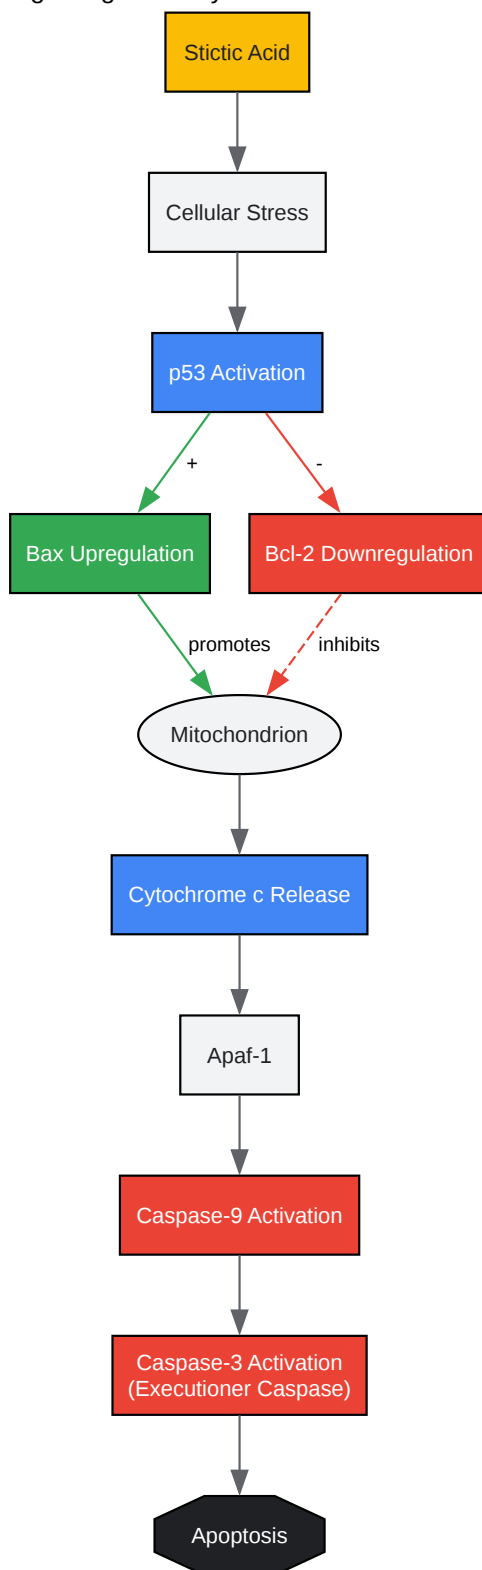 Stictic Acid
Cellular Stress
p53 Activation
+
-
Bax Upregulation
Bcl-2 Downregulation
promotes
inhibits
Mitochondrion
Cytochrome c Release
Apaf-1
Caspase-9 Activation
Caspase-3 Activation
(Executioner Caspase)
Apoptosis